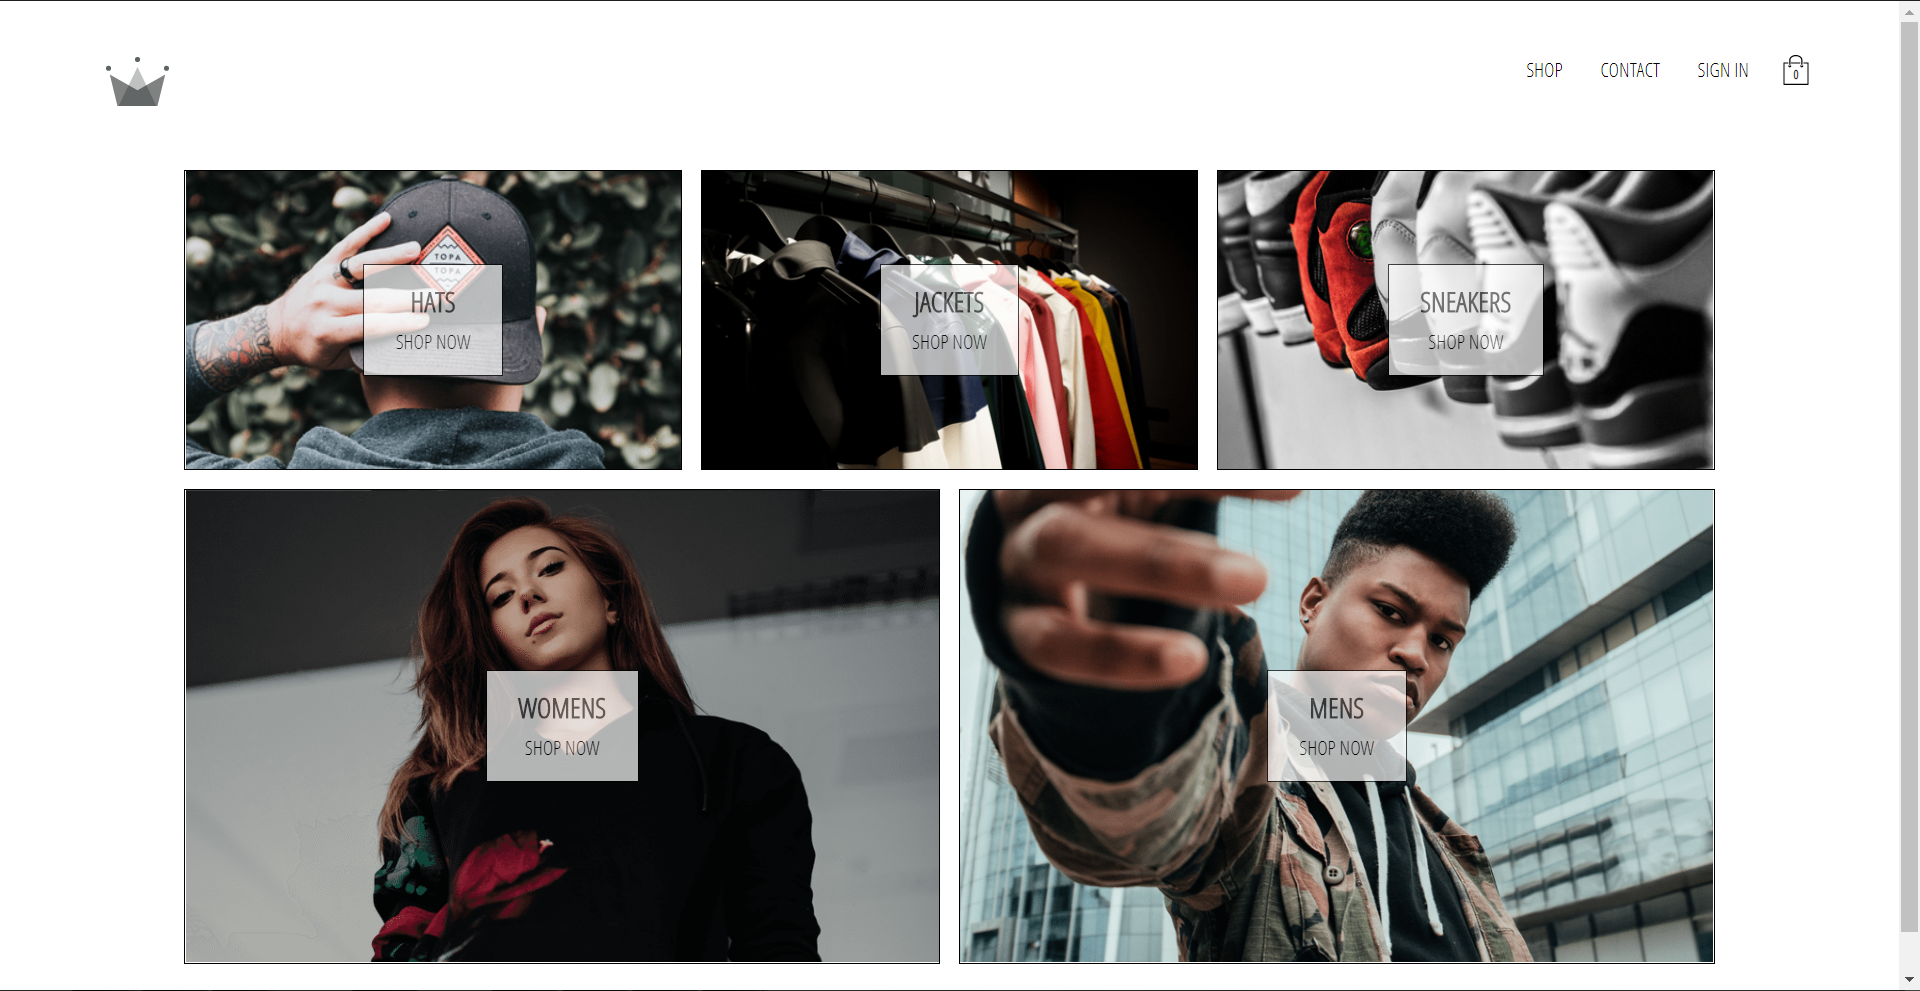 SHOP CONTACT SIGN IN 0
TOPA
TOPA
HATS
SHOP NOW
JACKETS
SHOP NOW
SNEAKERS
SHOP NOW
WOMENS
SHOP NOW
MENS
SHOP NOW